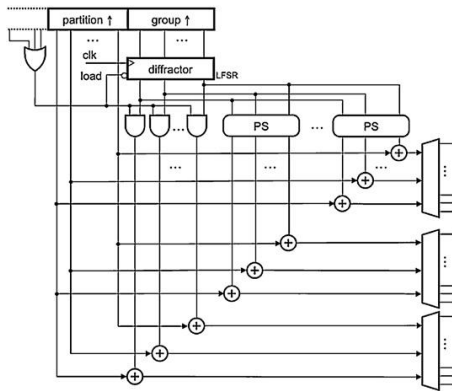 partition ↑ group ↑
... ...
clk
load
diffractor
LFSR
...
PS ... PS
... ...